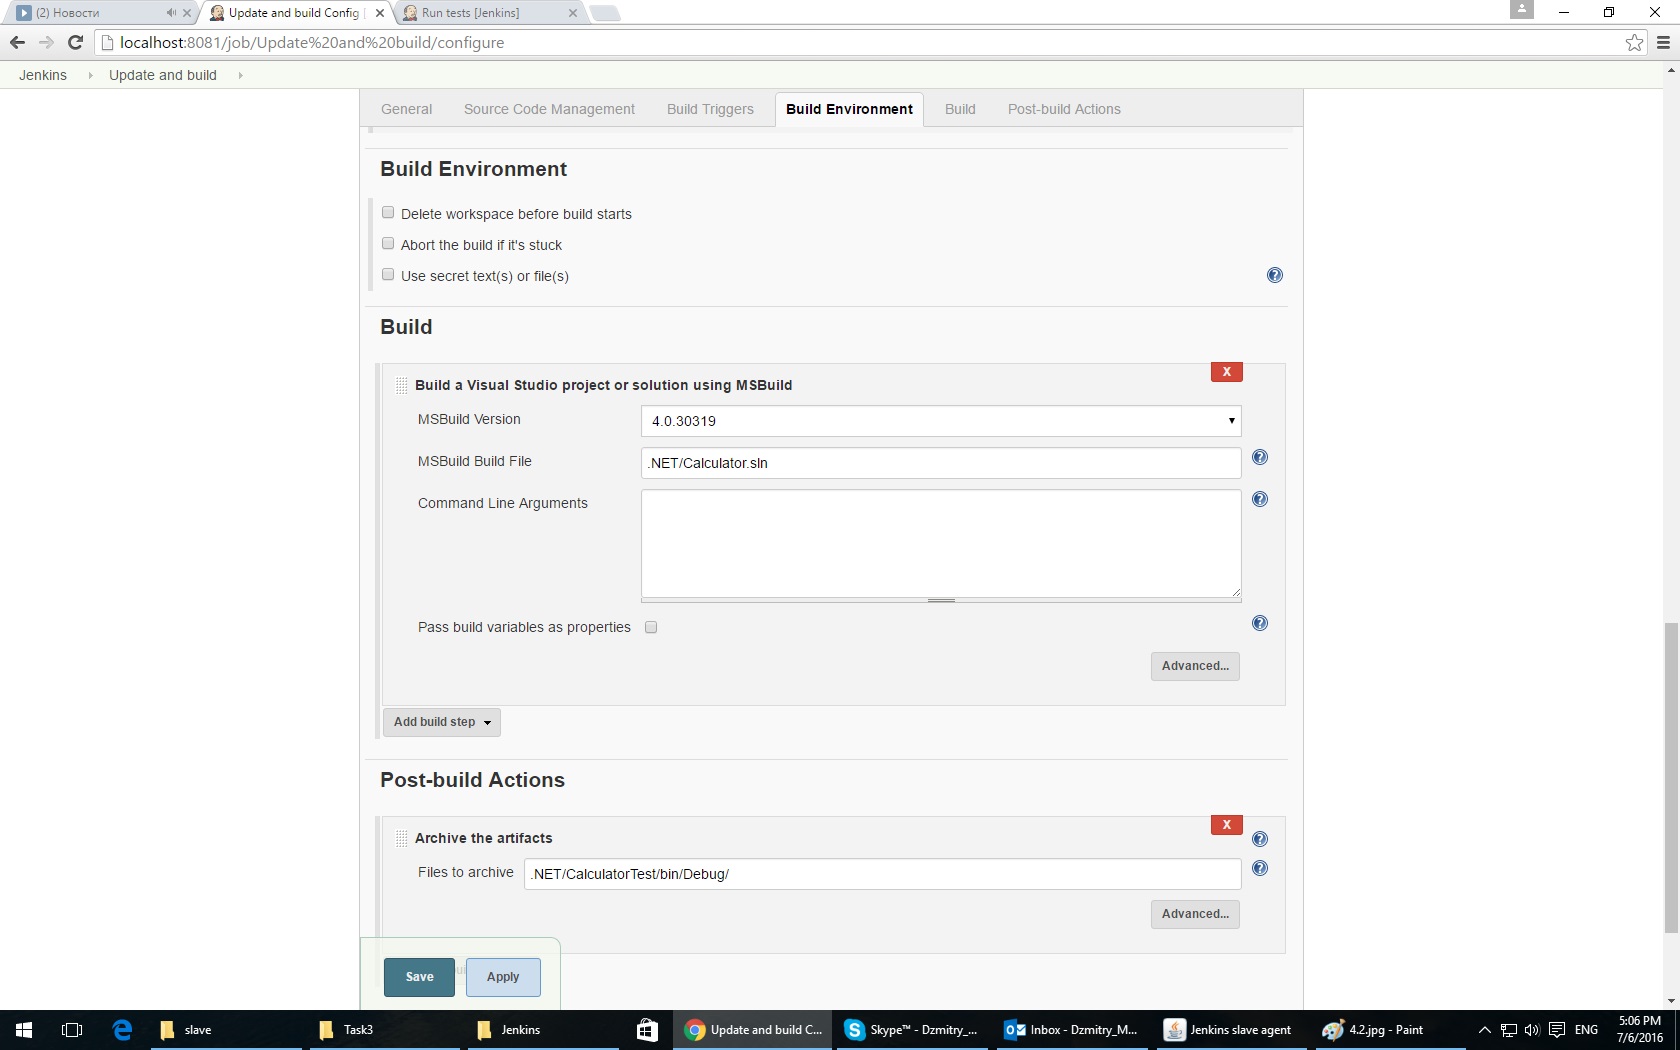 (2) Новости
Update and build Config
Run tests [Jenkins]
localhost:8081/job/Update%20and%20build/configure
Jenkins
Update and build
General
Source Code Management
Build Triggers
Build Environment
Build
Post-build Actions
Build Environment
Delete workspace before build starts
Abort the build if it's stuck
Use secret text(s) or file(s)
Build
X
Build a Visual Studio project or solution using MSBuild
MSBuild Version
4.0.30319
MSBuild Build File
.NET/Calculator.sln
Command Line Arguments
Pass build variables as properties
Advanced...
Add build step
Post-build Actions
X
Archive the artifacts
Files to archive
.NET/CalculatorTest/bin/Debug/
Advanced...
Save
Apply
slave
Task3
Jenkins
Update and build C...
Skype™ - Dzmitry_...
Inbox - Dzmitry_M...
Jenkins slave agent
4.2.jpg - Paint
ENG
5:06 PM
7/6/2016